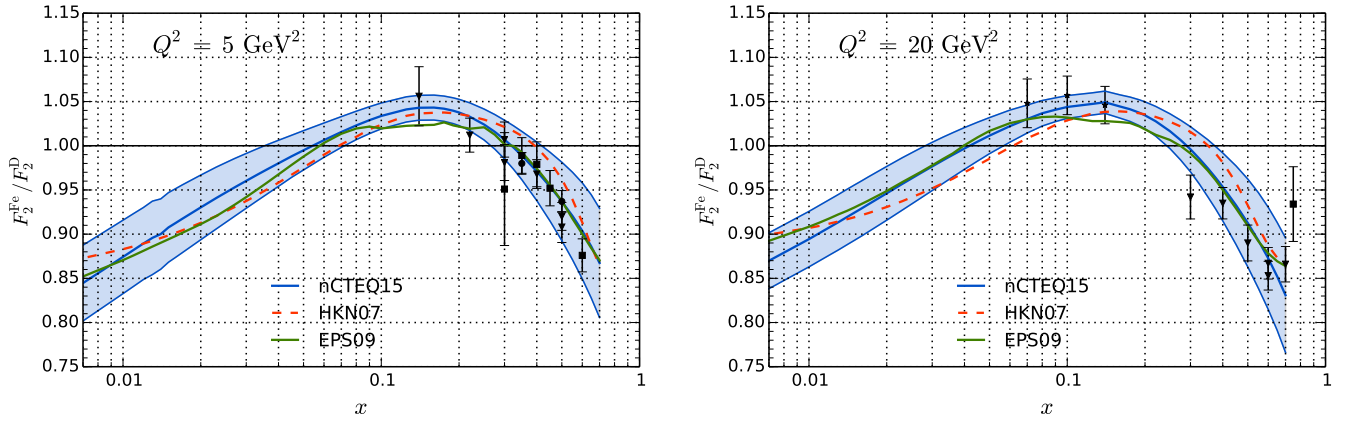 Q² = 5 GeV²
1.15
1.10
1.05
1.00
0.95
0.90
0.85
0.80
0.75
F₂^Fe / F₂^D
nCTEQ15
HKN07
EPS09
0.01 0.1 1
x
Q² = 20 GeV²
1.15
1.10
1.05
1.00
0.95
0.90
0.85
0.80
0.75
F₂^Fe / F₂^D
nCTEQ15
HKN07
EPS09
0.01 0.1 1
x